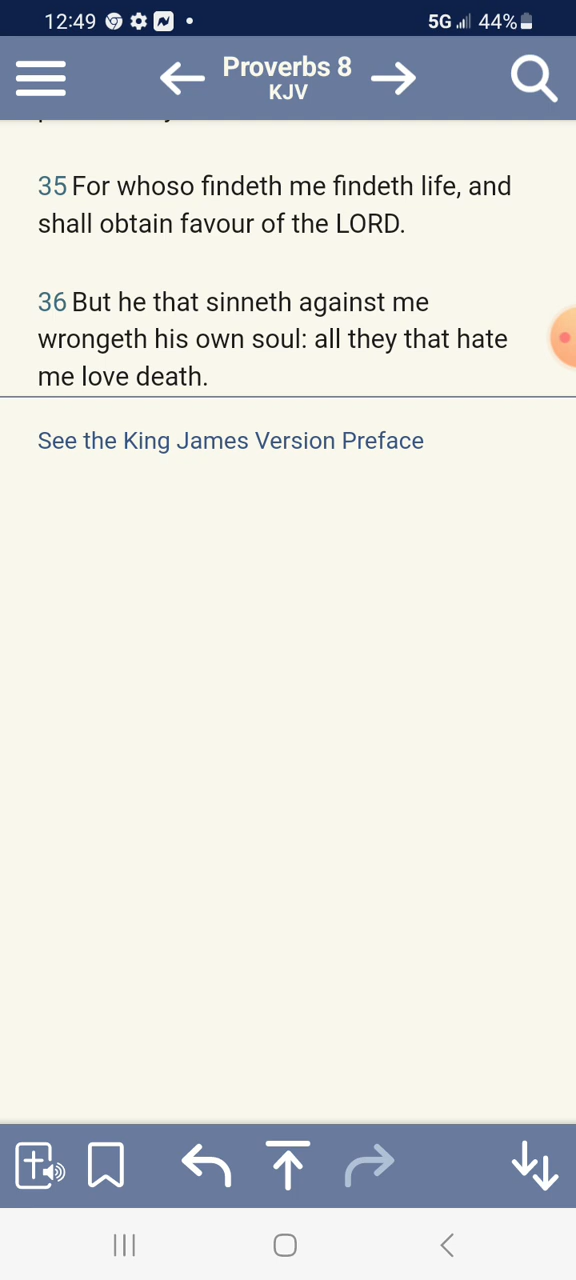 12:49
5G 44%
Proverbs 8
KJV
35 For whoso findeth me findeth life, and
shall obtain favour of the LORD.
36 But he that sinneth against me
wrongeth his own soul: all they that hate
me love death.
See the King James Version Preface